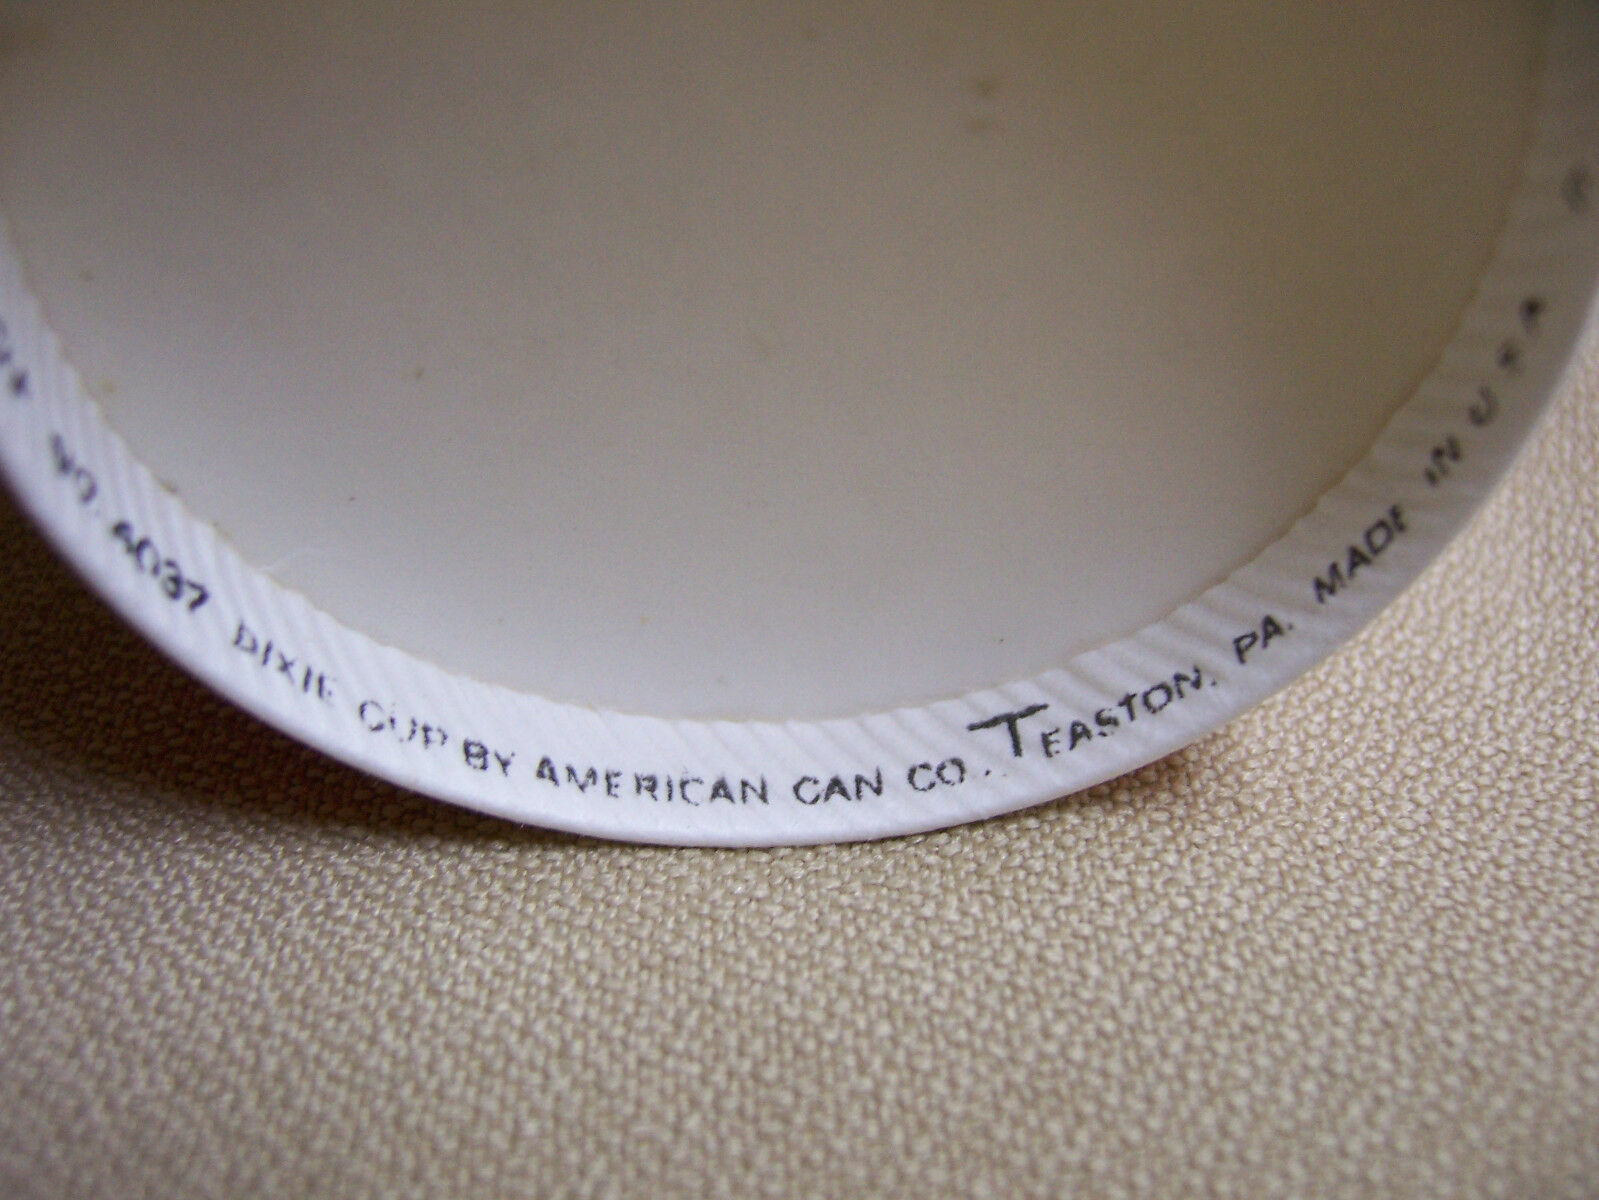 NO. 4037 DIXIE CUP BY AMERICAN CAN CO. T EASTON, PA. MADE IN U S A